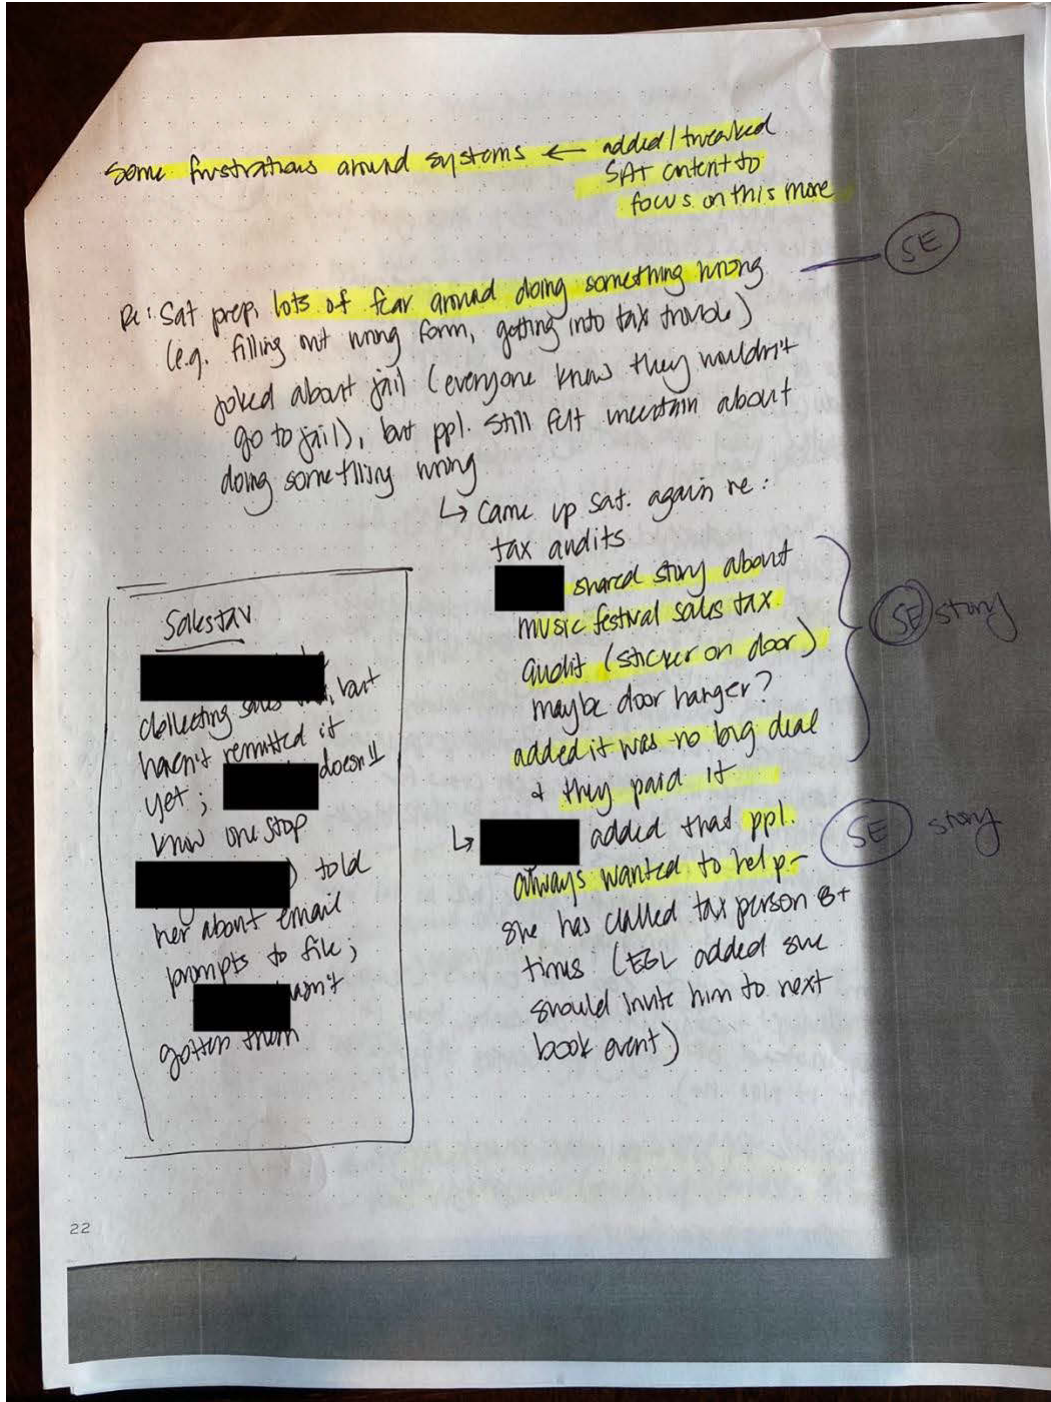 some frustrations around systems ← added/tweaked
SAT content to
focus on this more
SE
Re: Sat prep, lots of fear around doing something wrong
(e.g. filling out wrong form, getting into tax trouble)
joked about jail (everyone knew they wouldn't
go to jail), but ppl. still felt uncertain about
doing something wrong
↳ Came up sat. again re:
tax audits
shared story about
music festival sales tax
audit (sticker on door)
maybe door hanger?
added it was no big deal
+ they paid it
SE story
↳ added that ppl.
always wanted to help-
she has called tax person 8+
times (EGL added she
should invite him to next
book event)
SE story
Sales tax
, but
collecting sales
haven't remitted it
yet; doesn't
know one stop
) told
her about email
prompts to file;
hasn't
gotten them
22